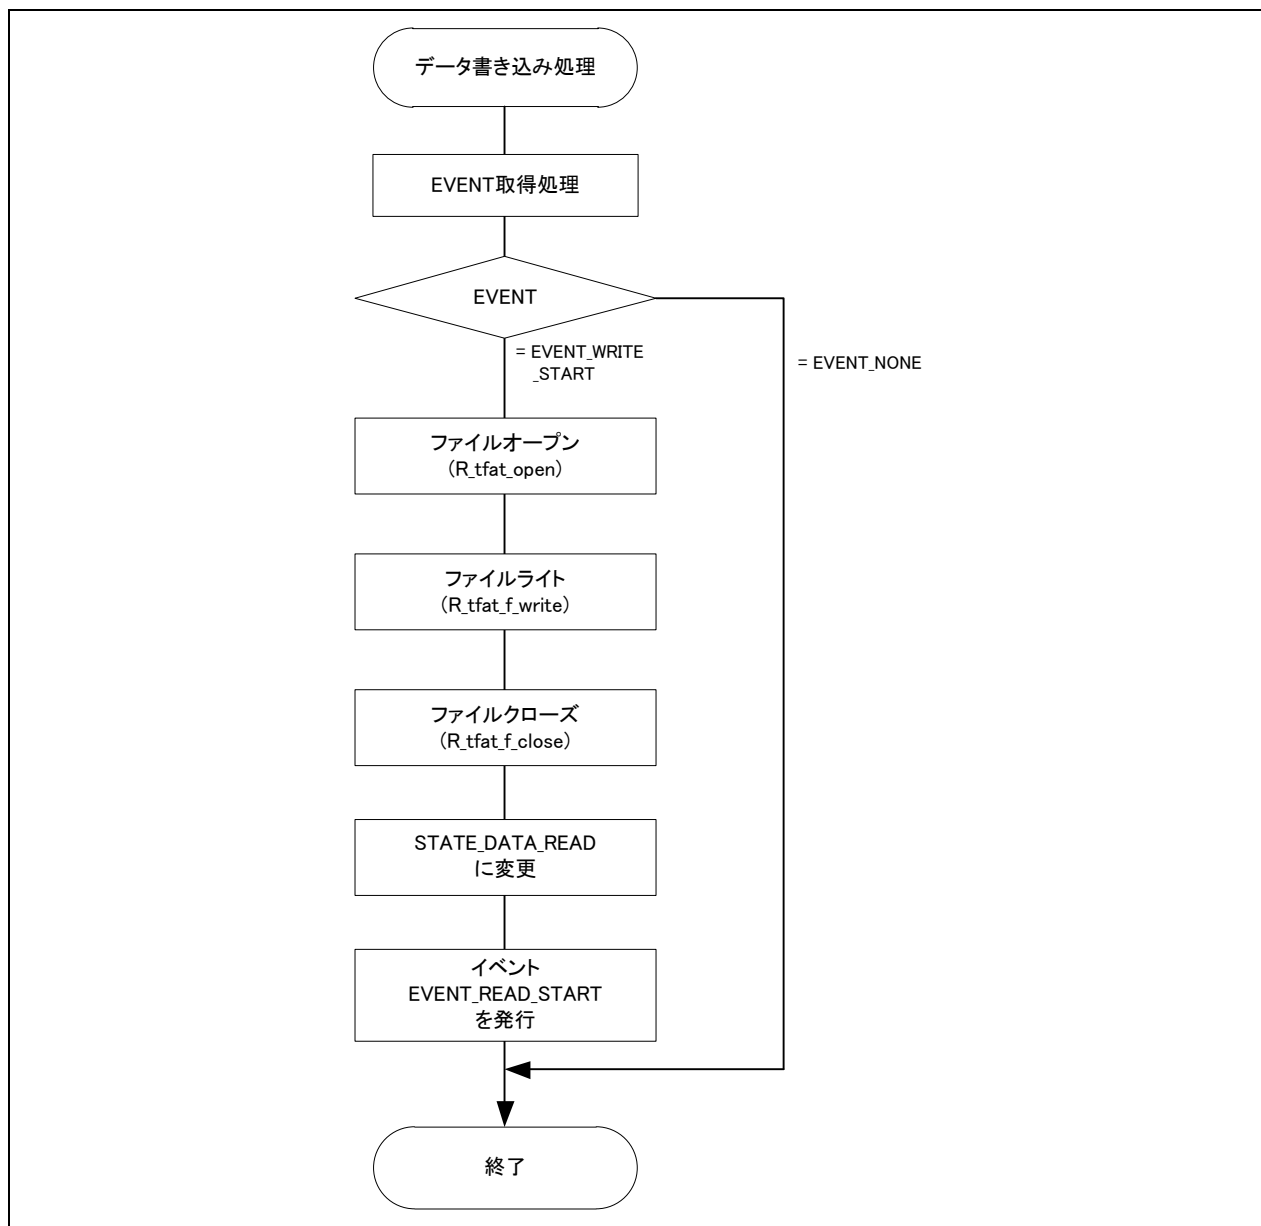 データ書き込み処理
EVENT取得処理
EVENT
= EVENT_WRITE
_START
= EVENT_NONE
ファイルオープン
(R_tfat_open)
ファイルライト
(R_tfat_f_write)
ファイルクローズ
(R_tfat_f_close)
STATE_DATA_READ
に変更
イベント
EVENT_READ_START
を発行
終了